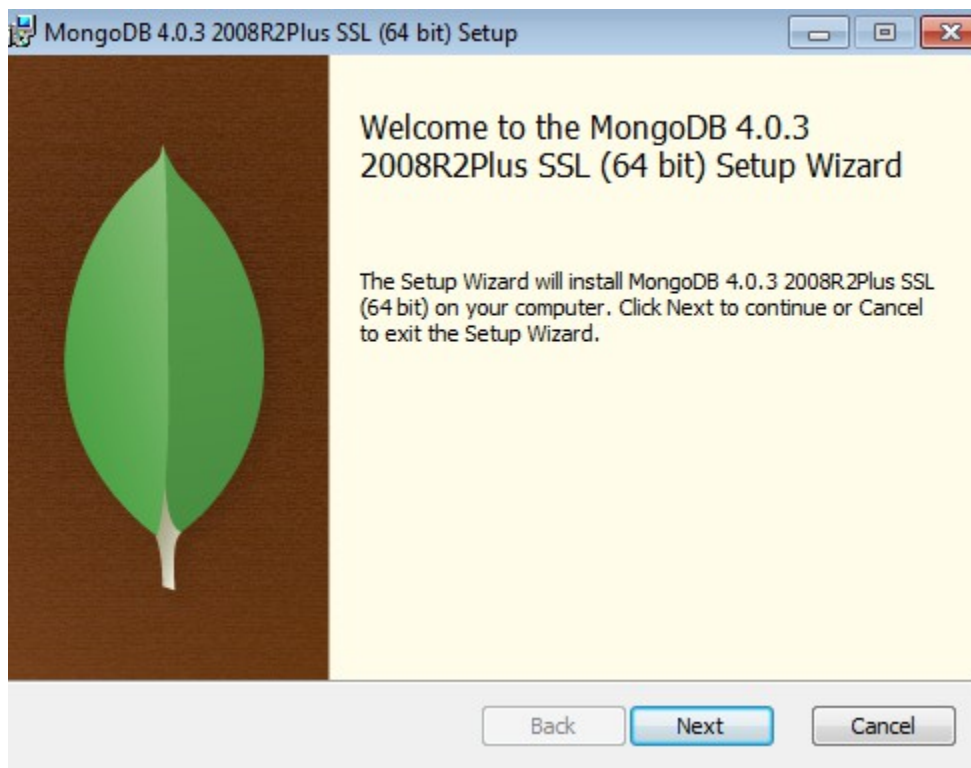 MongoDB 4.0.3 2008R2Plus SSL (64 bit) Setup
Welcome to the MongoDB 4.0.3
2008R2Plus SSL (64 bit) Setup Wizard
The Setup Wizard will install MongoDB 4.0.3 2008R2Plus SSL
(64 bit) on your computer. Click Next to continue or Cancel
to exit the Setup Wizard.
Back Next Cancel